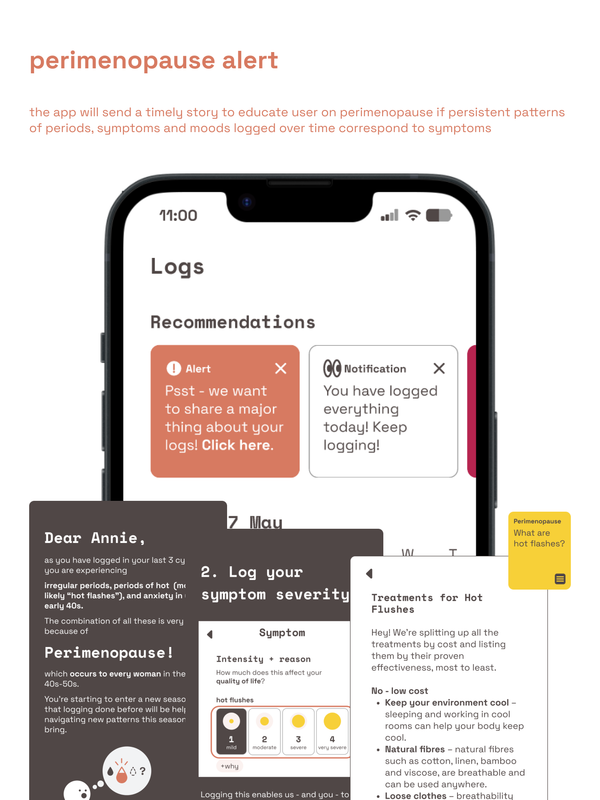 perimenopause alert
the app will send a timely story to educate user on perimenopause if persistent patterns
of periods, symptoms and moods logged over time correspond to symptoms
11:00
Logs
Recommendations
Alert
Psst - we want
to share a major
thing about your
logs! Click here.
Notification
You have logged
everything
today! Keep
logging!
7 May
W T
Dear Annie,
as you have logged in your last 3 cy
you are experiencing
irregular periods, periods of hot
likely “hot flashes”), and anxiety in
early 40s.
The combination of all these is very
because of
Perimenopause!
which occurs to every woman in the
40s-50s.
You're starting to enter a new seaso
that logging done before will be help
navigating new patterns this season
bring.
?
2. Log your
symptom severity
Symptom
Intensity + reason
How much does this affect your
quality of life?
hot flushes
1
mild
2
moderate
3
severe
4
very severe
+why
Logging this enables us - and you - to
Perimenopause
What are
hot flashes?
Treatments for Hot
Flushes
Hey! We're splitting up all the
treatments by cost and listing
them by their proven
effectiveness, most to least.
No - low cost
• Keep your environment cool –
sleeping and working in cool
rooms can help your body keep
cool.
• Natural fibres – natural fibres
such as cotton, linen, bamboo
and viscose, are breathable and
can be used anywhere.
• Loose clothes – breathability